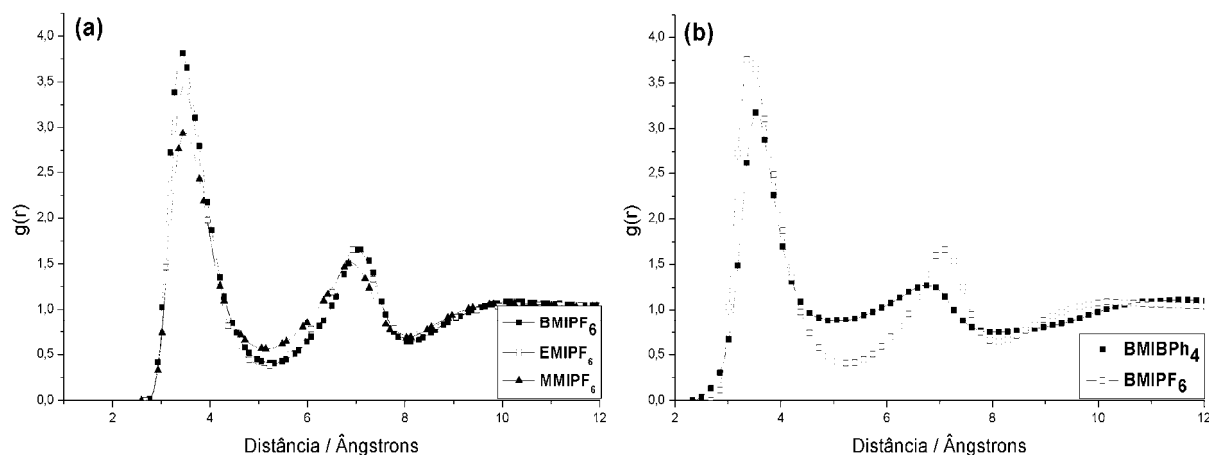 (a)
4,0
3,5
3,0
2,5
2,0
1,5
1,0
0,5
0,0
g(r)
2 4 6 8 10 12
Distância / Ângstrons
BMIPF6
EMIPF6
MMIPF6
(b)
4,0
3,5
3,0
2,5
2,0
1,5
1,0
0,5
0,0
g(r)
2 4 6 8 10 12
Distância / Ângstrons
BMIBPh4
BMIPF6